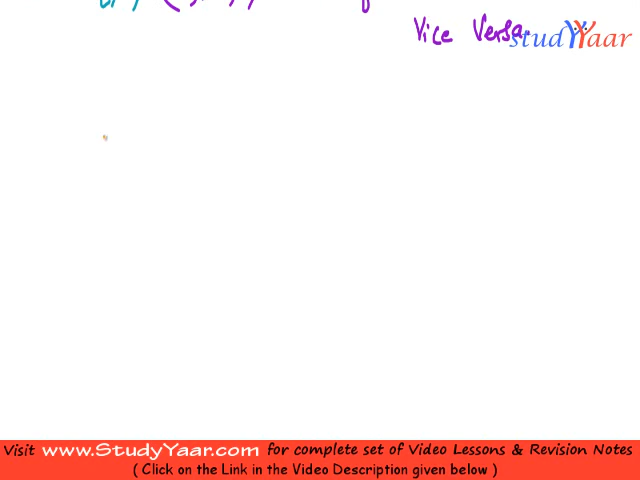 Vice Versa.
studYYaar
Visit www.StudyYaar.com for complete set of Video Lessons & Revision Notes
( Click on the Link in the Video Description given below )